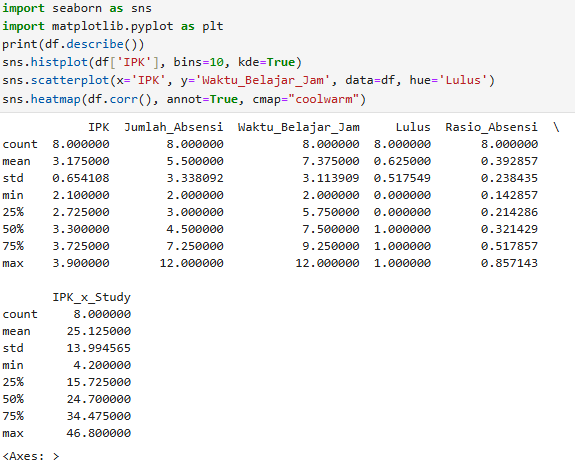 import seaborn as sns
import matplotlib.pyplot as plt
print(df.describe())
sns.histplot(df['IPK'], bins=10, kde=True)
sns.scatterplot(x='IPK', y='Waktu_Belajar_Jam', data=df, hue='Lulus')
sns.heatmap(df.corr(), annot=True, cmap="coolwarm")
IPK Jumlah_Absensi Waktu_Belajar_Jam Lulus Rasio_Absensi \
count 8.000000 8.000000 8.000000 8.000000 8.000000
mean 3.175000 5.500000 7.375000 0.625000 0.392857
std 0.654108 3.338092 3.113909 0.517549 0.238435
min 2.100000 2.000000 2.000000 0.000000 0.142857
25% 2.725000 3.000000 5.750000 0.000000 0.214286
50% 3.300000 4.500000 7.500000 1.000000 0.321429
75% 3.725000 7.250000 9.250000 1.000000 0.517857
max 3.900000 12.000000 12.000000 1.000000 0.857143
IPK_x_Study
count 8.000000
mean 25.125000
std 13.994565
min 4.200000
25% 15.725000
50% 24.700000
75% 34.475000
max 46.800000
<Axes: >